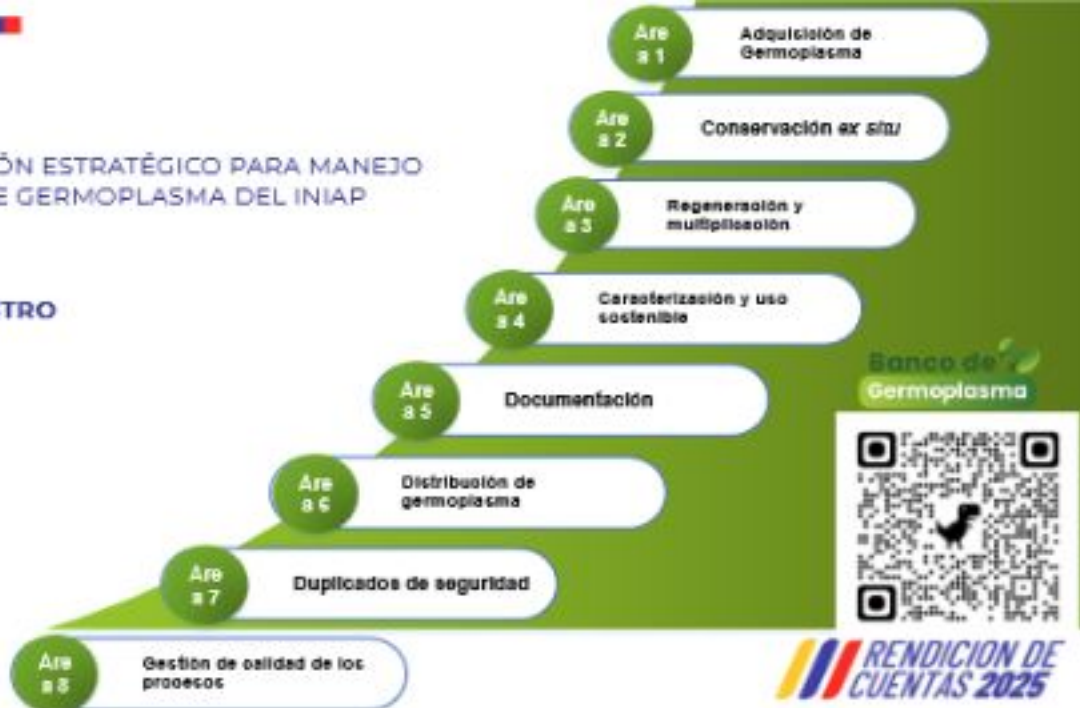 ÓN ESTRATÉGICO PARA MANEJO
E GERMOPLASMA DEL INIAP
STRO
Are
a 1
Adquisición de
Germoplasma
Are
a 2
Conservación ex situ
Are
a 3
Regeneración y
multiplicación
Are
a 4
Caracterización y uso
sostenible
Are
a 5
Documentación
Are
a 6
Distribución de
germoplasma
Are
a 7
Duplicados de seguridad
Are
a 8
Gestión de calidad de los
procesos
Banco de
Germoplasma
RENDICION DE
CUENTAS 2025